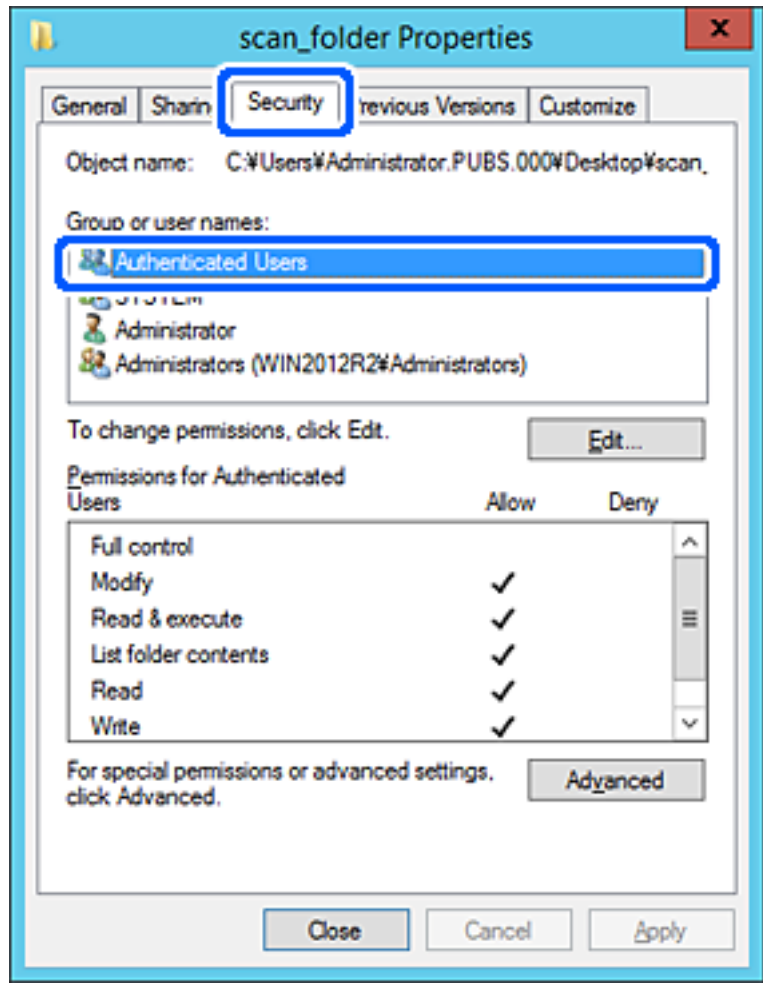 scan_folder Properties
x
General Security Versions Customize
Object name: C:¥Users¥Administrator.PUBS.000¥Desktop¥scan_
Group or user names:
Authenticated Users
Administrator
Administrators (WIN2012R2¥Administrators)
To change permissions, click Edit.
Edit...
Permissions for Authenticated
Users Allow Deny
Full control
Modify
Read & execute
List folder contents
Read
Write
For special permissions or advanced settings,
click Advanced.
Advanced
Close Cancel Apply